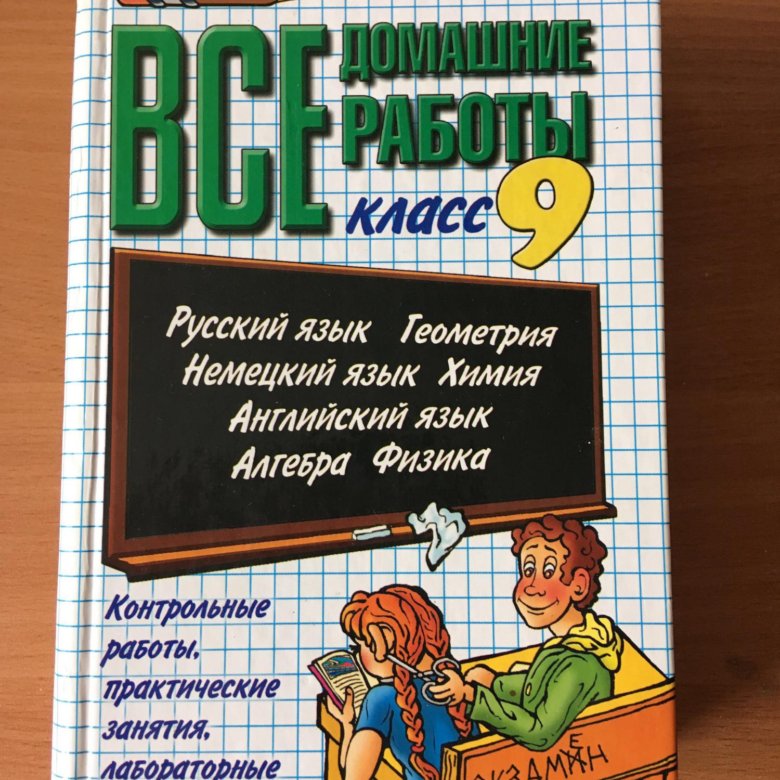 ВСЕ ДОМАШНИЕ
РАБОТЫ
класс 9
Русский язык Геометрия
Немецкий язык Химия
Английский язык
Алгебра Физика
Контрольные
работы,
практические
занятия,
лабораторные
Е
ЭКЗАМАН